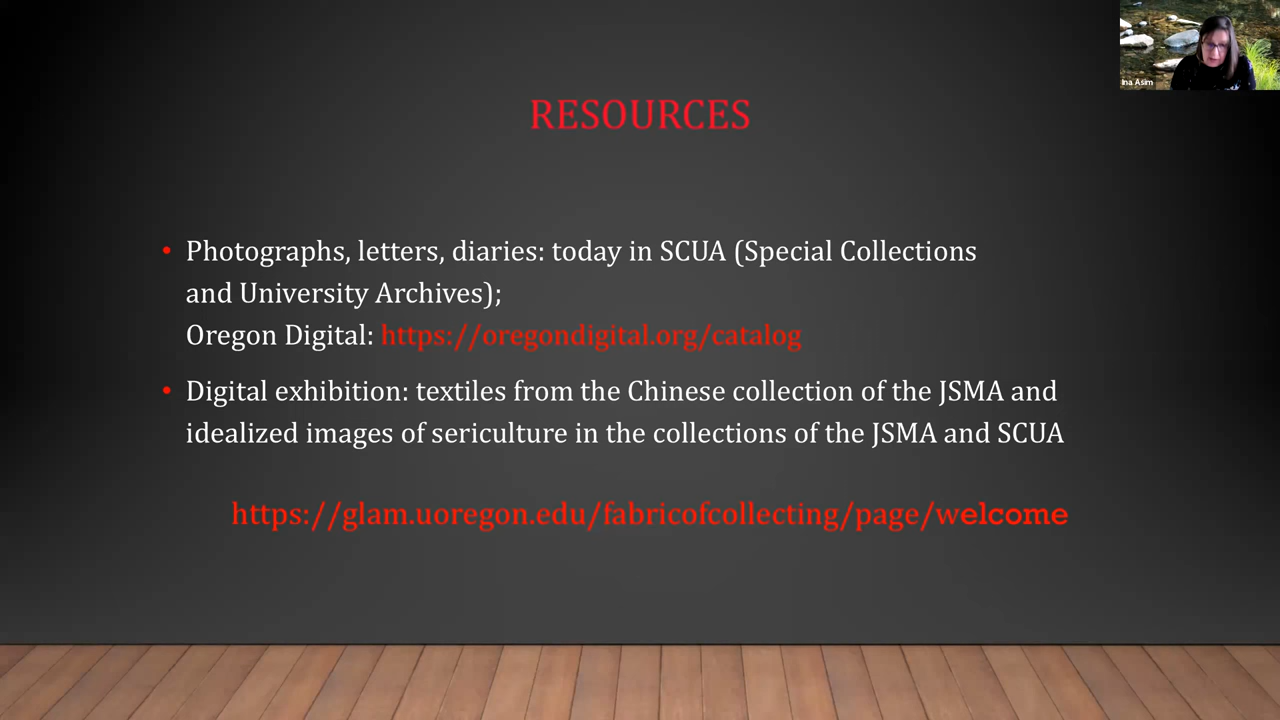 RESOURCES
Ina Asim
• Photographs, letters, diaries: today in SCUA (Special Collections
and University Archives);
Oregon Digital: https://oregondigital.org/catalog
• Digital exhibition: textiles from the Chinese collection of the JSMA and
idealized images of sericulture in the collections of the JSMA and SCUA
https://glam.uoregon.edu/fabricofcollecting/page/welcome